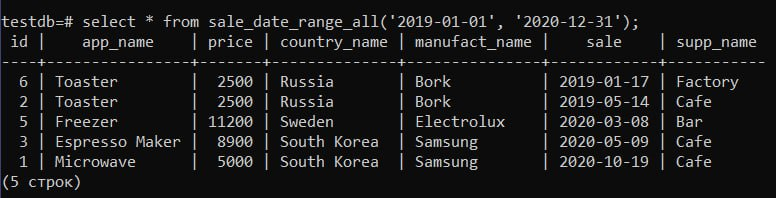 testdb=# select * from sale_date_range_all('2019-01-01', '2020-12-31');
 id |    app_name    | price | country_name | manufact_name |    sale    | supp_name
----+----------------+-------+--------------+---------------+------------+-----------
  6 | Toaster        |  2500 | Russia       | Bork          | 2019-01-17 | Factory
  2 | Toaster        |  2500 | Russia       | Bork          | 2019-05-14 | Cafe
  5 | Freezer        | 11200 | Sweden       | Electrolux    | 2020-03-08 | Bar
  3 | Espresso Maker |  8900 | South Korea  | Samsung       | 2020-05-09 | Cafe
  1 | Microwave      |  5000 | South Korea  | Samsung       | 2020-10-19 | Cafe
(5 строк)